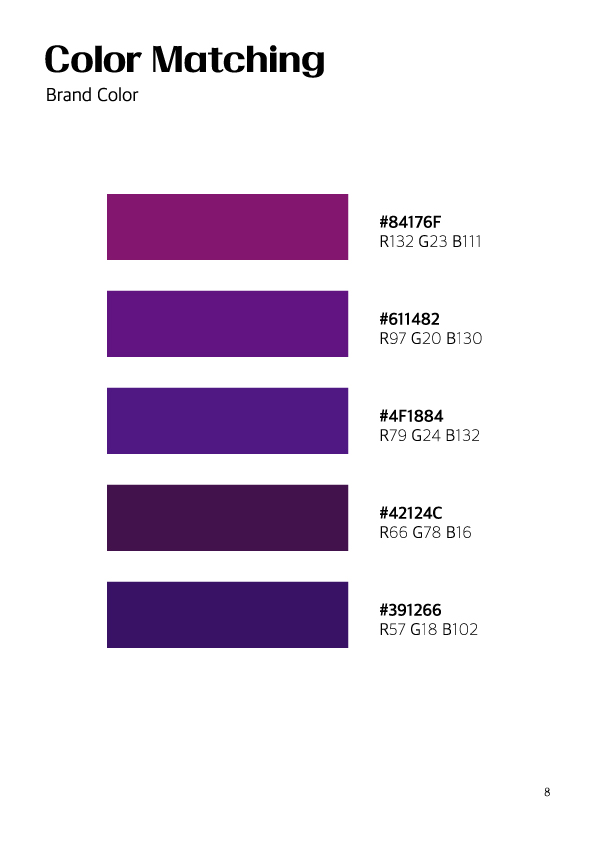 Color Matching
Brand Color
#84176F
R132 G23 B111
#611482
R97 G20 B130
#4F1884
R79 G24 B132
#42124C
R66 G78 B16
#391266
R57 G18 B102
8